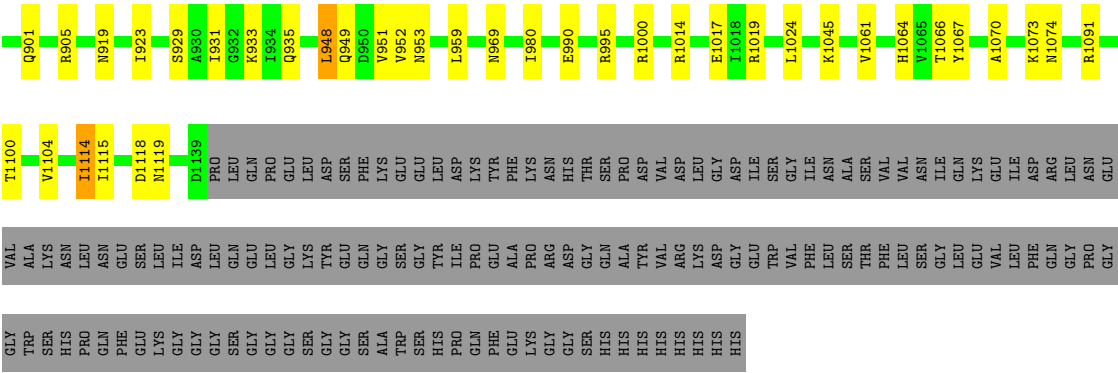 Q901 R905 N919 I923 S929 A930 I931 G932 K933 I934 Q935 L948 Q949 D950 V951 V952 N953 L959 N969 I980 E990 R995 R1000 R1014 E1017 I1018 R1019 L1024 K1045 V1061 H1064 V1065 T1066 Y1067 A1070 K1073 N1074 R1091
T1100 V1104 I1114 I1115 D1118 N1119 D1139 PRO LEU GLN PRO GLU LEU ASP SER PHE LYS GLU GLU LEU ASP LYS TYR PHE LYS ASN HIS THR SER PRO ASP VAL ASP LEU GLY ASP ILE SER GLY ILE ASN ALA SER VAL VAL ASN ILE GLN LYS GLU ILE ASP ARG LEU ASN GLU
VAL ALA LYS ASN LEU ASN GLU SER LEU ILE ASP LEU GLN GLU LEU GLY LYS TYR GLU GLN GLY SER GLY TYR ILE PRO GLU ALA PRO ARG ASP GLY GLN ALA TYR VAL ARG LYS ASP GLY GLU TRP VAL PHE LEU SER THR PHE LEU SER GLY LEU GLU VAL LEU PHE GLN GLY PRO GLY
GLY TRP SER HIS PRO GLN PHE GLU LYS GLY GLY GLY SER GLY GLY GLY SER GLY GLY SER ALA TRP SER HIS PRO GLN PHE GLU LYS GLY GLY SER HIS HIS HIS HIS HIS HIS HIS HIS